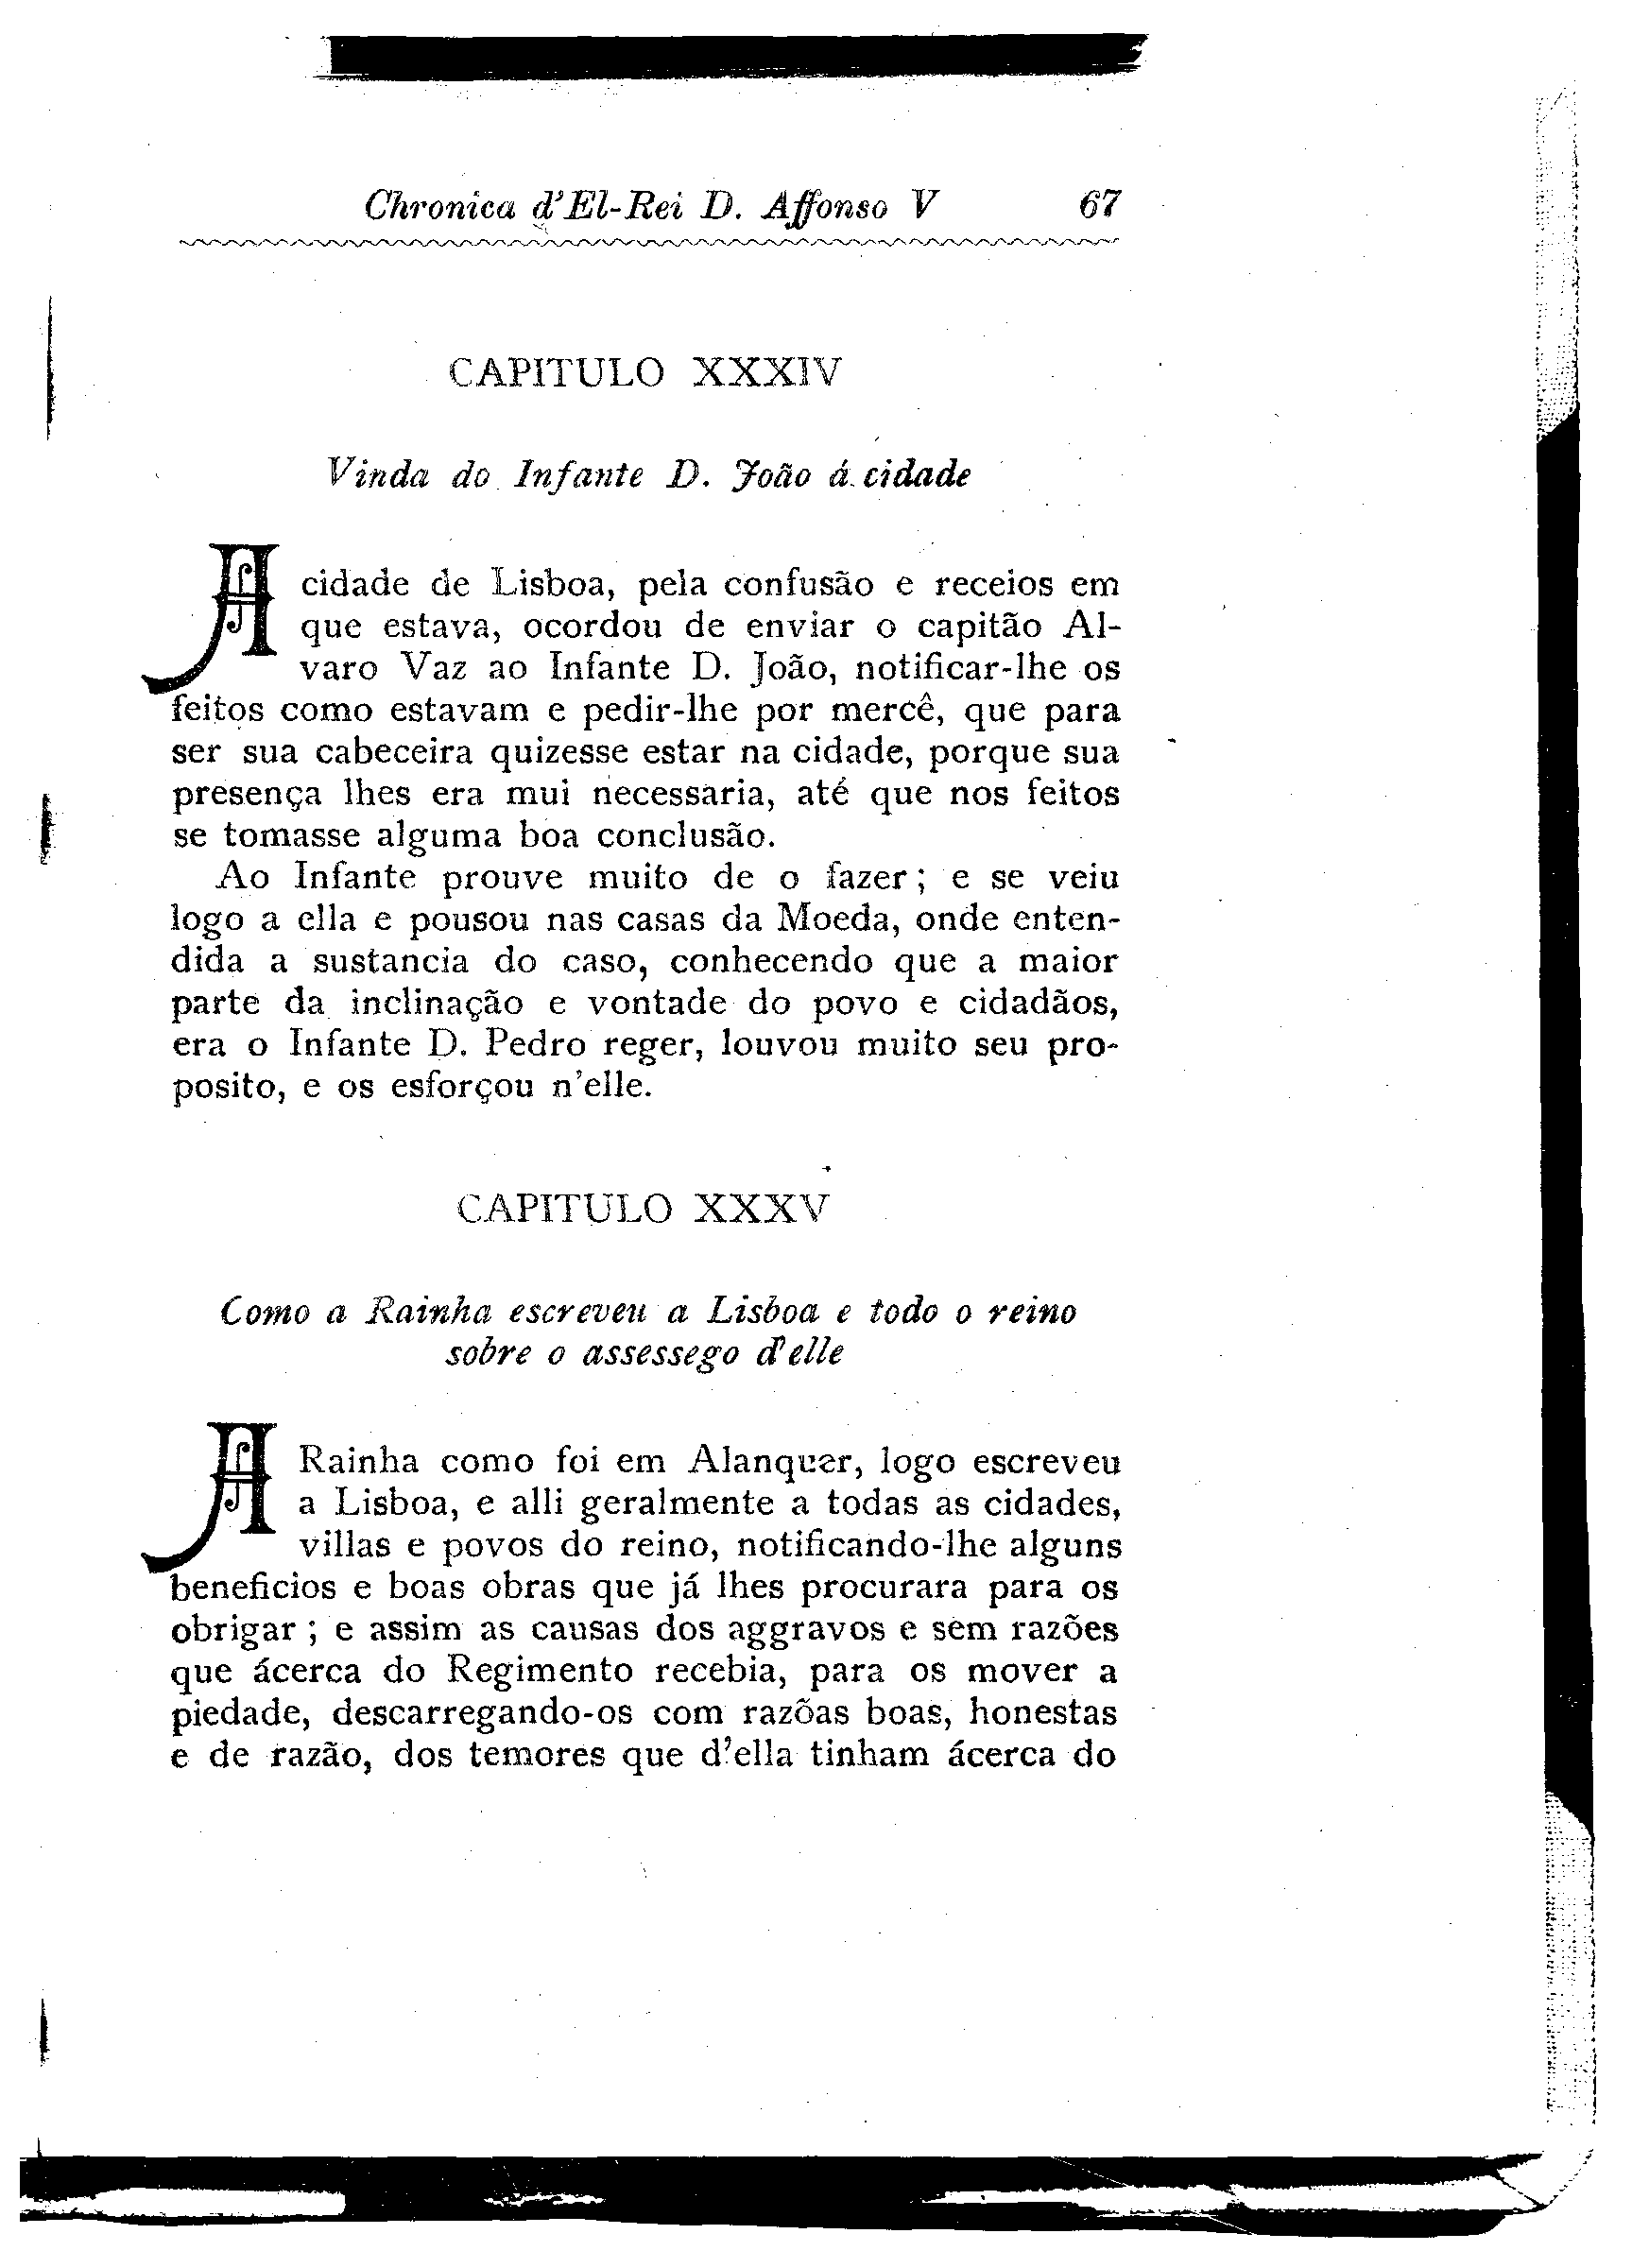 Chronica d'El-Rei D. Affonso V 67
CAPITULO XXXIV
Vinda do Infante D. João á cidade
A cidade de Lisboa, pela confusão e receios em
que estava, ocordou de enviar o capitão Al-
varo Vaz ao Infante D. João, notificar-lhe os
feitos como estavam e pedir-lhe por mercê, que para
ser sua cabeceira quizesse estar na cidade, porque sua
presença lhes era mui necessaria, até que nos feitos
se tomasse alguma boa conclusão.
Ao Infante prouve muito de o fazer; e se veiu
logo a ella e pousou nas casas da Moeda, onde enten-
dida a sustancia do caso, conhecendo que a maior
parte da inclinação e vontade do povo e cidadãos,
era o Infante D. Pedro reger, louvou muito seu pro-
posito, e os esforçou n'elle.
CAPITULO XXXV
Como a Rainha escreveu a Lisboa e todo o reino
sobre o assessego d'elle
A Rainha como foi em Alanquer, logo escreveu
a Lisboa, e alli geralmente a todas as cidades,
villas e povos do reino, notificando-lhe alguns
beneficios e boas obras que já lhes procurara para os
obrigar; e assim as causas dos aggravos e sem razões
que ácerca do Regimento recebia, para os mover a
piedade, descarregando-os com razõas boas, honestas
e de razão, dos temores que d'ella tinham ácerca do